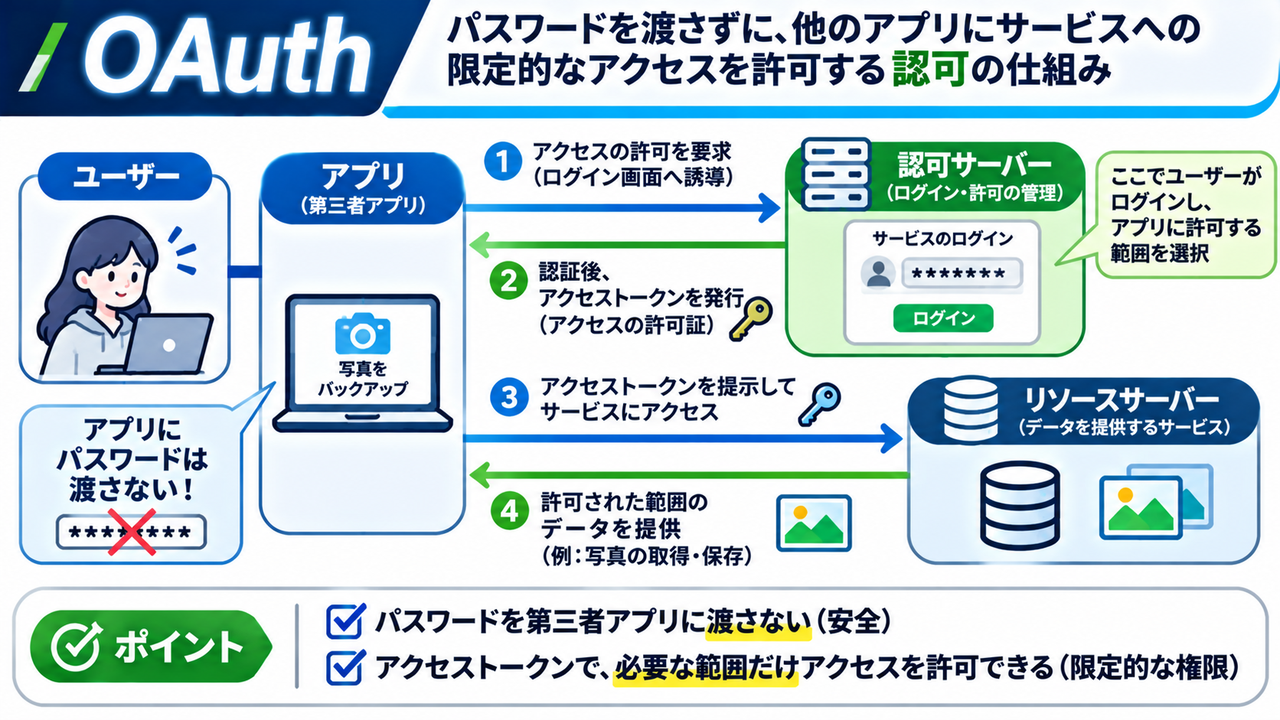 OAuth
パスワードを渡さずに、他のアプリにサービスへの
限定的なアクセスを許可する 認可 の仕組み
ユーザー
アプリ
（第三者アプリ）
写真を
バックアップ
アプリに
パスワードは
渡さない！
********
1 アクセスの許可を要求
（ログイン画面へ誘導）
2 認証後、
アクセストークンを発行
（アクセスの許可証）
認可サーバー
（ログイン・許可の管理）
サービスのログイン
*******
ログイン
ここでユーザーが
ログインし、
アプリに許可する
範囲を選択
3 アクセストークンを提示して
サービスにアクセス
4 許可された範囲の
データを提供
（例：写真の取得・保存）
リソースサーバー
（データを提供するサービス）
ポイント
パスワードを第三者アプリに渡さない（安全）
アクセストークンで、必要な範囲だけアクセスを許可できる（限定的な権限）